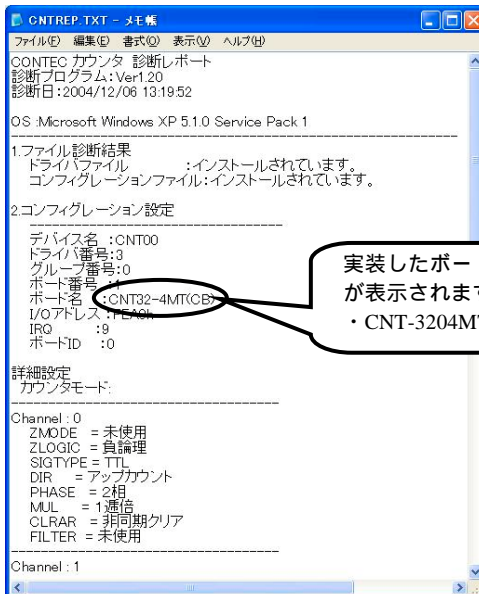 CNTREP.TXT - メモ帳
ファイル(F) 編集(E) 書式(O) 表示(V) ヘルプ(H)
CONTEC カウンタ 診断レポート
診断プログラム:Ver1.20
診断日:2004/12/06 13:19:52
OS :Microsoft Windows XP 5.1.0 Service Pack 1
1.ファイル診断結果
ドライバファイル :インストールされています。
コンフィグレーションファイル:インストールされています。
2.コンフィグレーション設定
デバイス名 :CNT00
ドライバ番号:3
グループ番号:0
ボード番号 :1
ボード名 :CNT32-4MT(CB)
I/Oアドレス :FEA0h
IRQ :9
ボードID :0
実装したボー
が表示されます
・CNT-3204MT
詳細設定
カウンタモード:
Channel : 0
ZMODE = 未使用
ZLOGIC = 負論理
SIGTYPE = TTL
DIR = アップカウント
PHASE = 2相
MUL = 1逓倍
CLRAR = 非同期クリア
FILTER = 未使用
Channel : 1